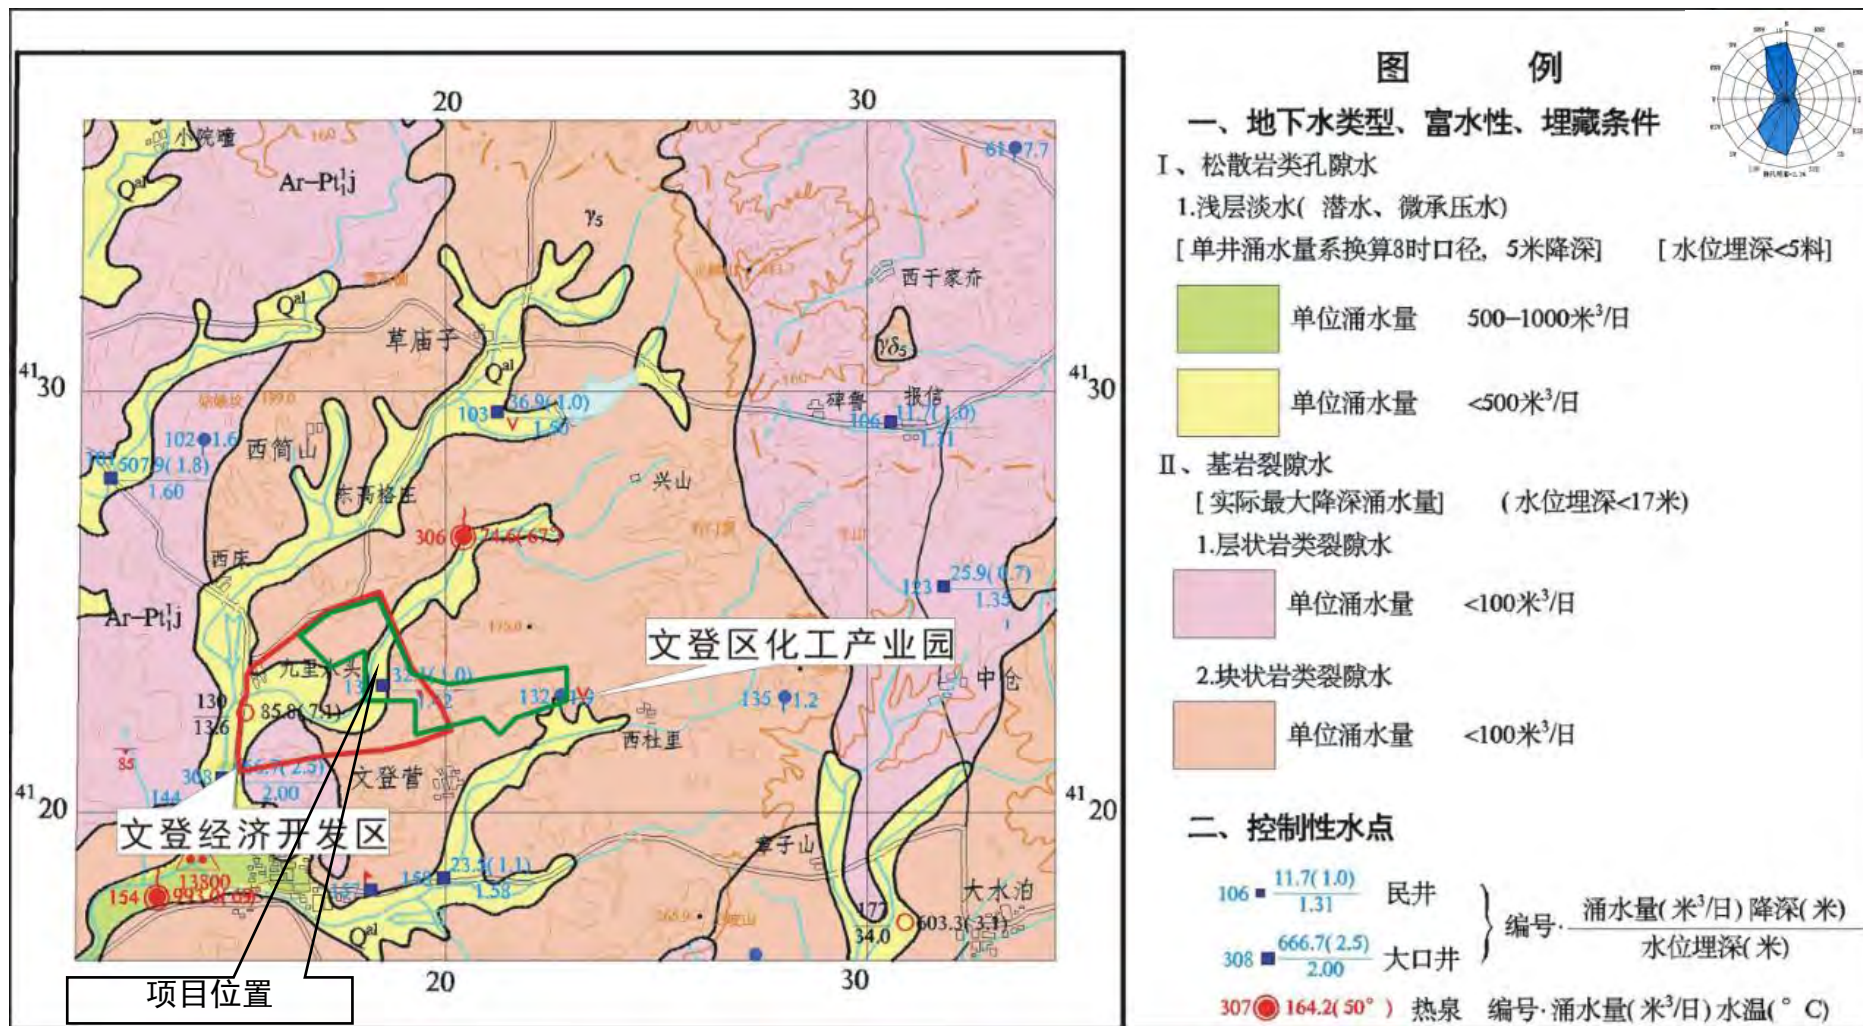 20 30
小院疃
160
61 7.7
Qal
Ar–Pt₁¹j
γ₅
西于家夼
Qal
草庙子
γδ₅
Qal
41 30
41 30
160
199.0
36.9(1.0)
103
1.50
碑鲁
报信
11.7(1.0)
106
1.31
102 1.6
西简山
507.9(1.8)
1.60
东高格庄
兴山
306
西床
25.9(0.7)
123
1.35
Ar–Pt₁¹j
175.0
文登区化工产业园
九里水头
132
135 1.2
中仓
130
13.6
85.8(7.1)
西杜里
85
308
2.00
文登营
144
41 20
41 20
文登经济开发区
章子山
13800
23.5(1.1)
1.58
157
大水泊
154
177
34.0
603.3(3.1)
268.9
Qal
20 30
项目位置
图 例
一、地下水类型、富水性、埋藏条件
Ⅰ、松散岩类孔隙水
1.浅层淡水( 潜水、微承压水)
[单井涌水量系换算8时口径, 5米降深] [水位埋深<5料]
单位涌水量 500–1000米³/日
单位涌水量 <500米³/日
Ⅱ、基岩裂隙水
[实际最大降深涌水量] (水位埋深<17米)
1.层状岩类裂隙水
单位涌水量 <100米³/日
2.块状岩类裂隙水
单位涌水量 <100米³/日
二、控制性水点
106 11.7(1.0) 民井
1.31
编号· 涌水量(米³/日)降深(米)
水位埋深(米)
308 666.7(2.5) 大口井
2.00
307 164.2(50°) 热泉 编号·涌水量(米³/日)水温(°C)